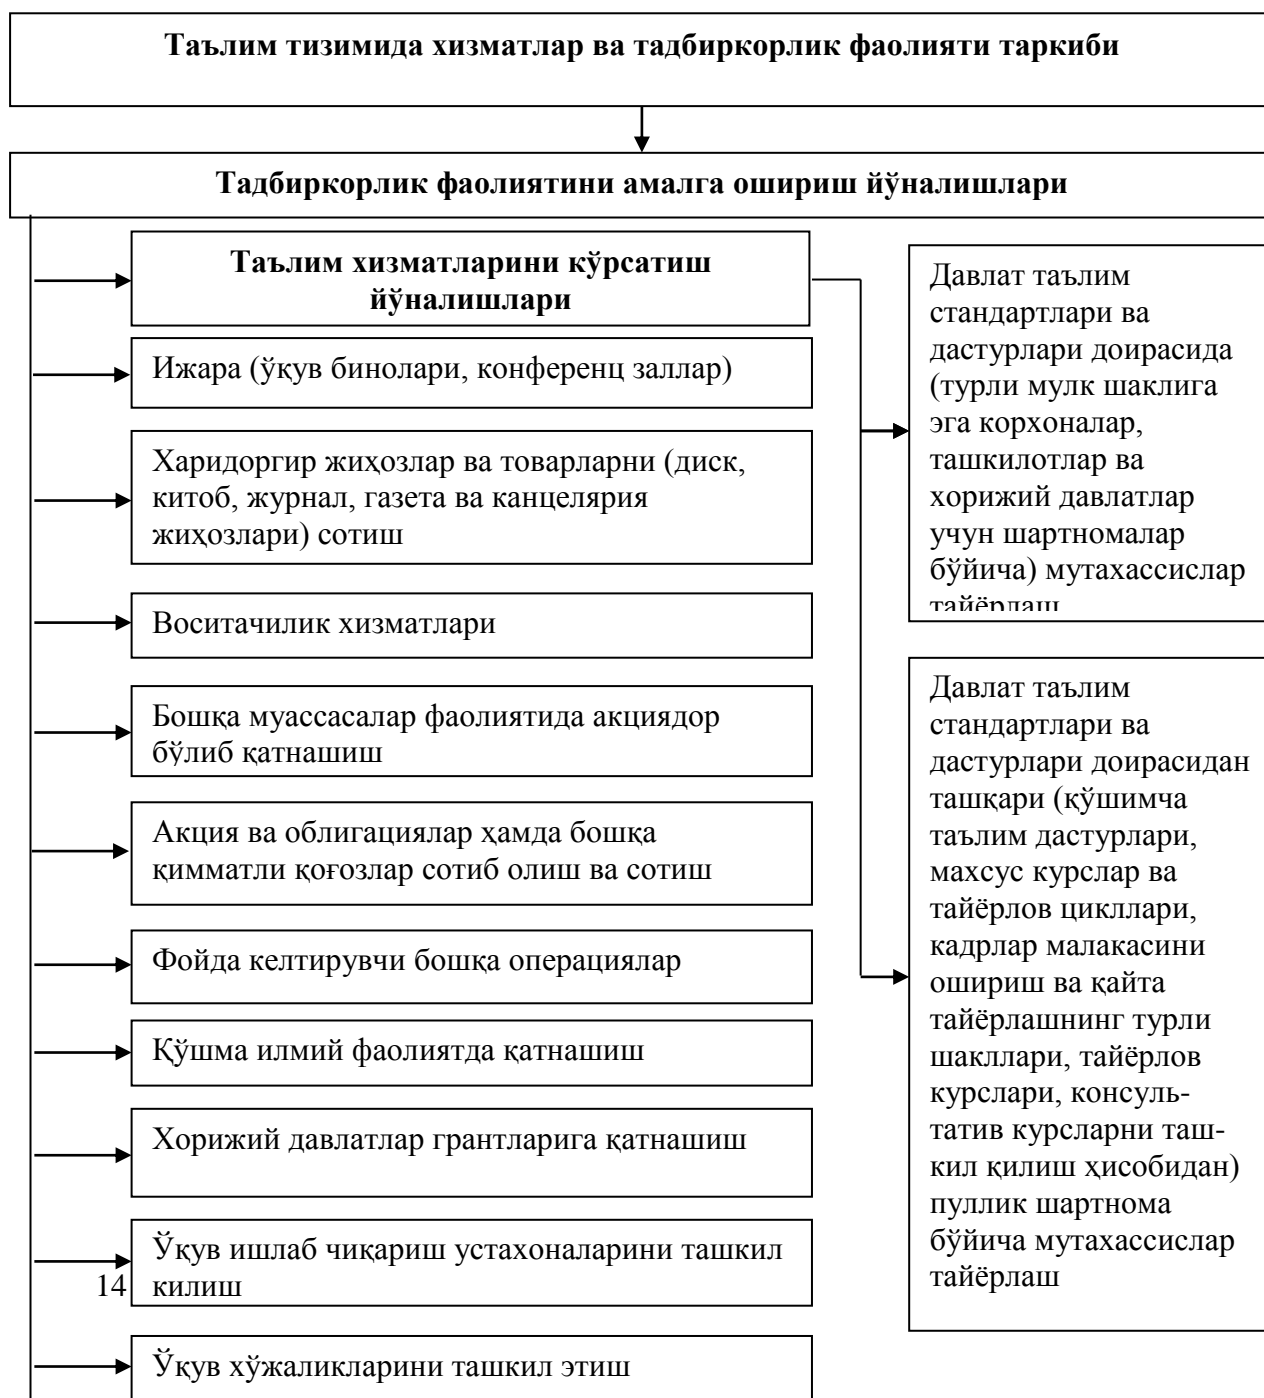 Таълим тизимида хизматлар ва тадбиркорлик фаолияти таркиби
Тадбиркорлик фаолиятини амалга ошириш йўналишлари
Таълим хизматларини кўрсатиш
йўналишлари
Ижара (ўқув бинолари, конференц заллар)
Харидоргир жиҳозлар ва товарларни (диск,
китоб, журнал, газета ва канцелярия
жиҳозлари) сотиш
Воситачилик хизматлари
Бошқа муассасалар фаолиятида акциядор
бўлиб қатнашиш
Акция ва облигациялар ҳамда бошқа
қимматли қоғозлар сотиб олиш ва сотиш
Фойда келтирувчи бошқа операциялар
Қўшма илмий фаолиятда қатнашиш
Хорижий давлатлар грантларига қатнашиш
Ўқув ишлаб чиқариш устахоналарини ташкил
килиш
14
Ўқув хўжаликларини ташкил этиш
Давлат таълим
стандартлари ва
дастурлари доирасида
(турли мулк шаклига
эга корхоналар,
ташкилотлар ва
хорижий давлатлар
учун шартномалар
бўйича) мутахассислар
тайёрлаш
Давлат таълим
стандартлари ва
дастурлари доирасидан
ташқари (қўшимча
таълим дастурлари,
махсус курслар ва
тайёрлов цикллари,
кадрлар малакасини
ошириш ва қайта
тайёрлашнинг турли
шакллари, тайёрлов
курслари, консуль-
татив курсларни таш-
кил қилиш ҳисобидан)
пуллик шартнома
бўйича мутахассислар
тайёрлаш